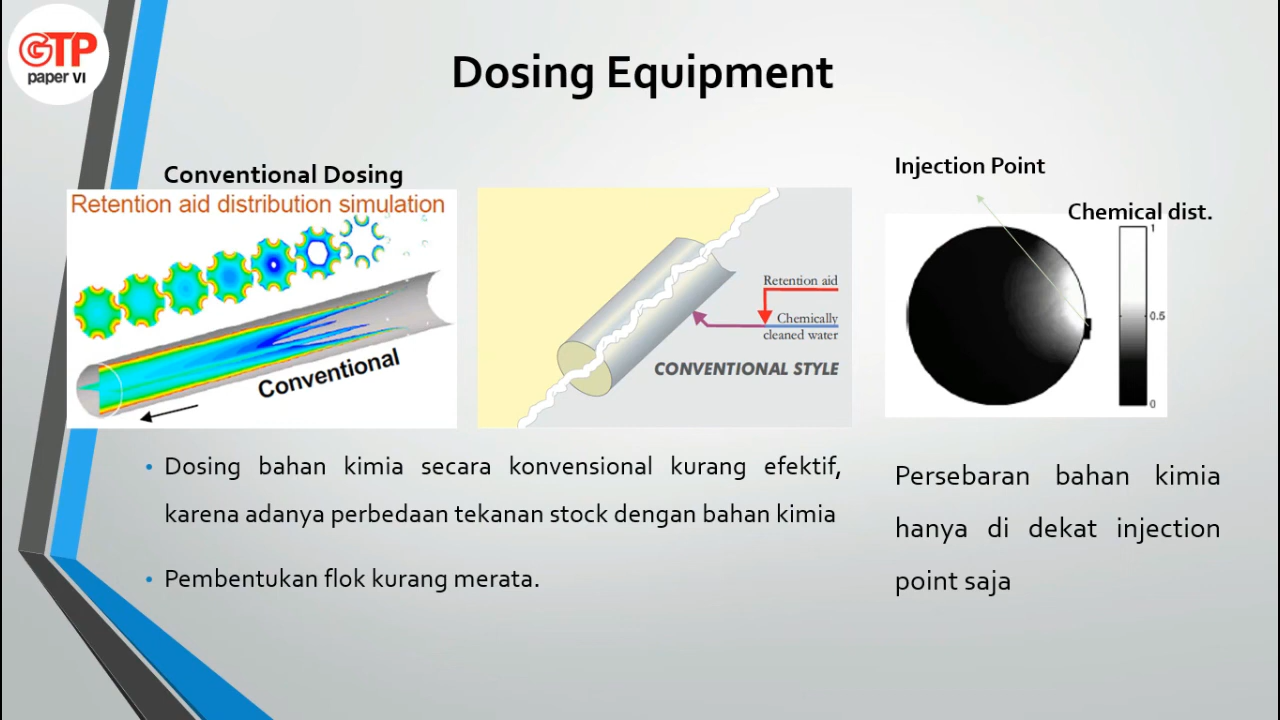 GTP
paper VI
Dosing Equipment
Conventional Dosing
Retention aid distribution simulation
Conventional
Retention aid
Chemically
cleaned water
CONVENTIONAL STYLE
Injection Point
Chemical dist.
1
0.5
0
• Dosing bahan kimia secara konvensional kurang efektif,
karena adanya perbedaan tekanan stock dengan bahan kimia
• Pembentukan flok kurang merata.
Persebaran bahan kimia
hanya di dekat injection
point saja